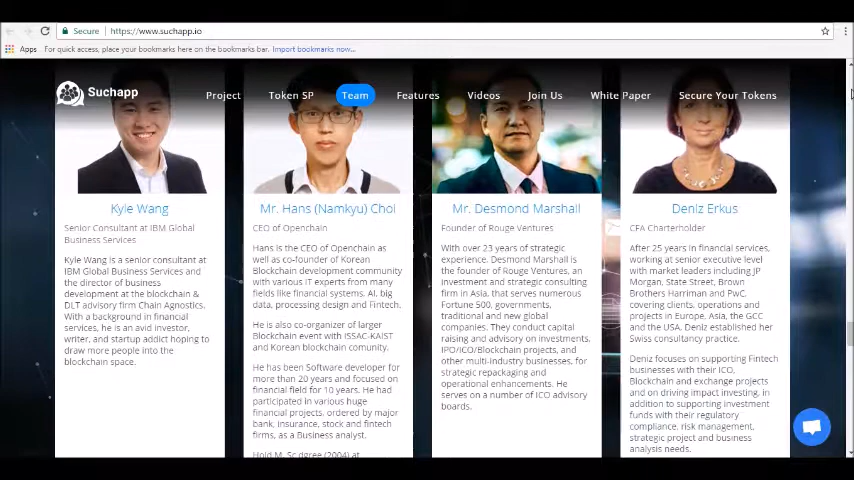 Secure
https://www.suchapp.io
Apps
For quick access, place your bookmarks here on the bookmarks bar. Import bookmarks now...
Suchapp
Project
Token SP
Team
Features
Videos
Join Us
White Paper
Secure Your Tokens
Kyle Wang
Senior Consultant at IBM Global
Business Services
Kyle Wang is a senior consultant at
IBM Global Business Services and
the director of business
development at the blockchain &
DLT advisory firm Chain Agnostics.
With a background in financial
services, he is an avid investor,
writer, and startup addict hoping to
draw more people into the
blockchain space.
Mr. Hans (Namkyu) Choi
CEO of Openchain
Hans is the CEO of Openchain as
well as co-founder of Korean
Blockchain development community
with various IT experts from many
fields like financial systems, AI, big
data, processing design and Fintech.
He is also co-organizer of larger
Blockchain event with ISSAC-KAIST
and Korean blockchain comunity.
He has been Software developer for
more than 20 years and focused on
financial field for 10 years. He had
participated in various huge
financial projects, ordered by major
bank, insurance, stock and fintech
firms, as a Business analyst.
Hold M. Sc dgree (2004) at
Mr. Desmond Marshall
Founder of Rouge Ventures
With over 23 years of strategic
experience. Desmond Marshall is
the founder of Rouge Ventures, an
investment and strategic consulting
firm in Asia, that serves numerous
Fortune 500, governments,
traditional and new global
companies. They conduct capital
raising and advisory on investments,
IPO/ICO/Blockchain projects, and
other multi-industry businesses, for
strategic repackaging and
operational enhancements. He
serves on a number of ICO advisory
boards.
Deniz Erkus
CFA Charterholder
After 25 years in financial services,
working at senior executive level
with market leaders including JP
Morgan, State Street, Brown
Brothers Harriman and PwC,
covering clients, operations and
projects in Europe, Asia, the GCC
and the USA. Deniz established her
Swiss consultancy practice.
Deniz focuses on supporting Fintech
businesses with their ICO,
Blockchain and exchange projects
and on driving impact investing, in
addition to supporting investment
funds with their regulatory
compliance, risk management,
strategic project and business
analysis needs.